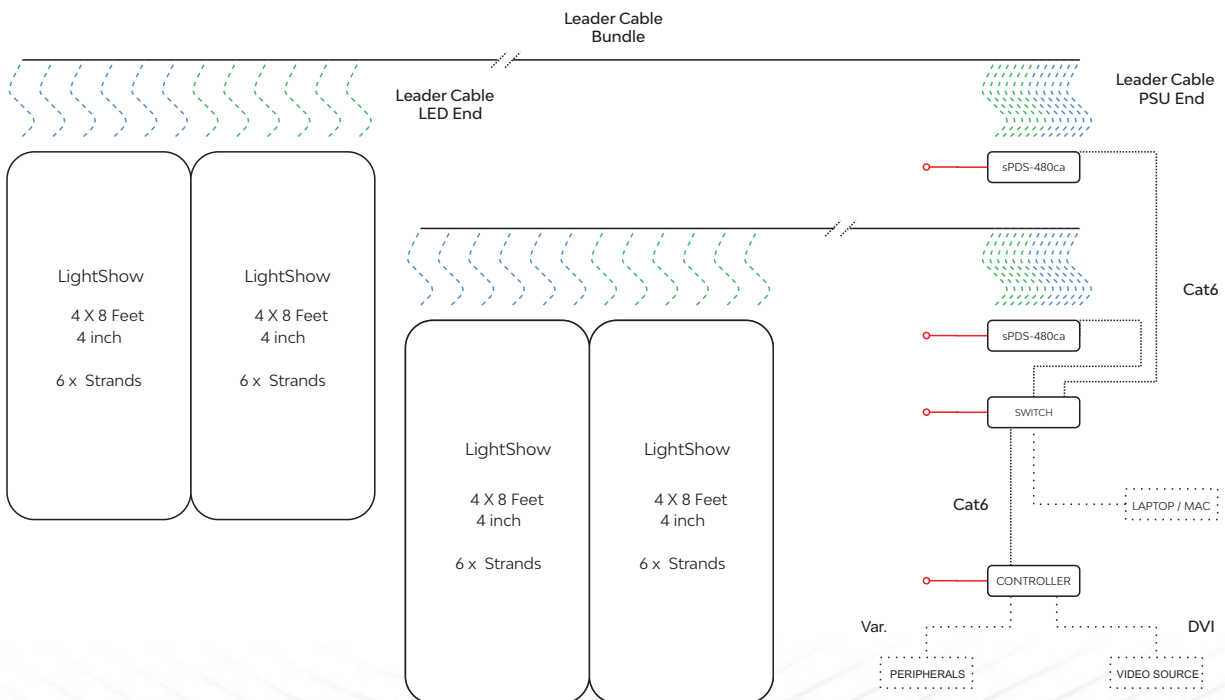 Leader Cable
Bundle
Leader Cable
LED End
Leader Cable
PSU End
sPDS-480ca
LightShow
4 X 8 Feet
4 inch
6 x Strands
LightShow
4 X 8 Feet
4 inch
6 x Strands
Cat6
sPDS-480ca
SWITCH
LightShow
4 X 8 Feet
4 inch
6 x Strands
LightShow
4 X 8 Feet
4 inch
6 x Strands
Cat6
LAPTOP / MAC
CONTROLLER
Var.
DVI
PERIPHERALS
VIDEO SOURCE